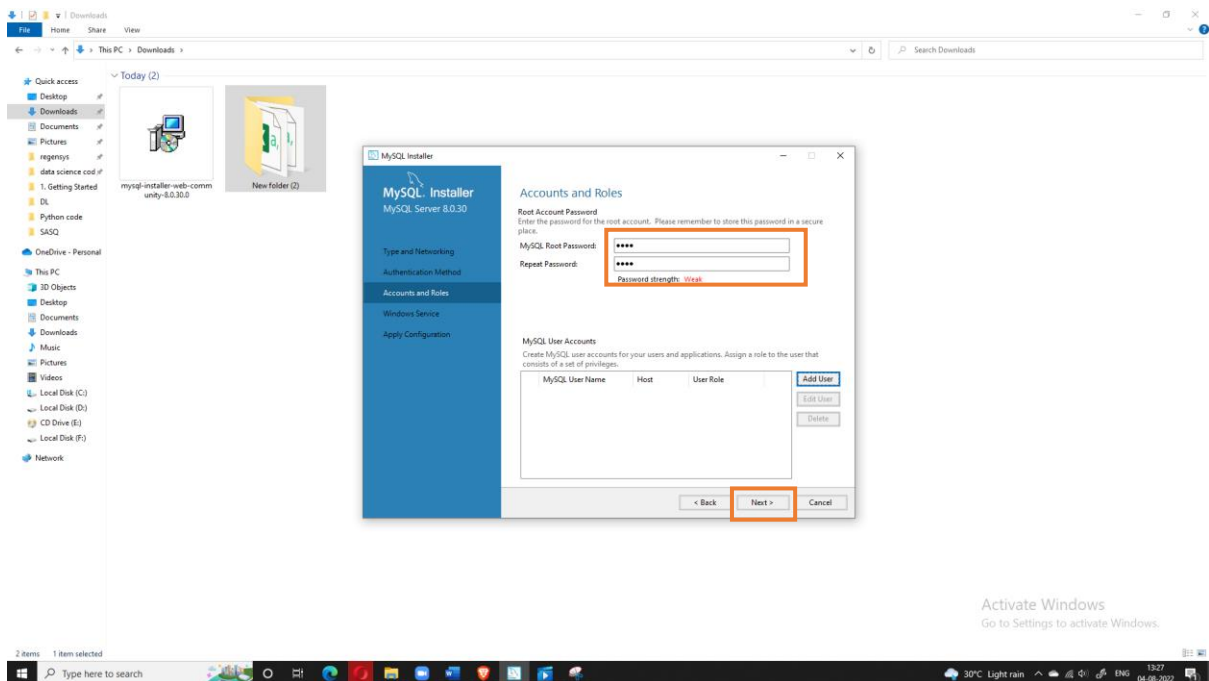 Downloads
File Home Share View
This PC > Downloads >
Search Downloads
Today (2)
Quick access
Desktop
Downloads
Documents
Pictures
regensys
data science cod
1. Getting Started
DL
Python code
SASQ
OneDrive - Personal
This PC
3D Objects
Desktop
Documents
Downloads
Music
Pictures
Videos
Local Disk (C:)
Local Disk (D:)
CD Drive (E:)
Local Disk (F:)
Network
mysql-installer-web-comm
unity-8.0.30.0
New folder (2)
MySQL Installer
MySQL. Installer
MySQL Server 8.0.30
Type and Networking
Authentication Method
Accounts and Roles
Windows Service
Apply Configuration
Accounts and Roles
Root Account Password
Enter the password for the root account. Please remember to store this password in a secure
place.
MySQL Root Password: ••••
Repeat Password: ••••
Password strength: Weak
MySQL User Accounts
Create MySQL user accounts for your users and applications. Assign a role to the user that
consists of a set of privileges.
MySQL User Name Host User Role
Add User
Edit User
Delete
< Back Next > Cancel
Activate Windows
Go to Settings to activate Windows.
2 items 1 item selected
Type here to search
30°C Light rain ENG 13:27
04-08-2022